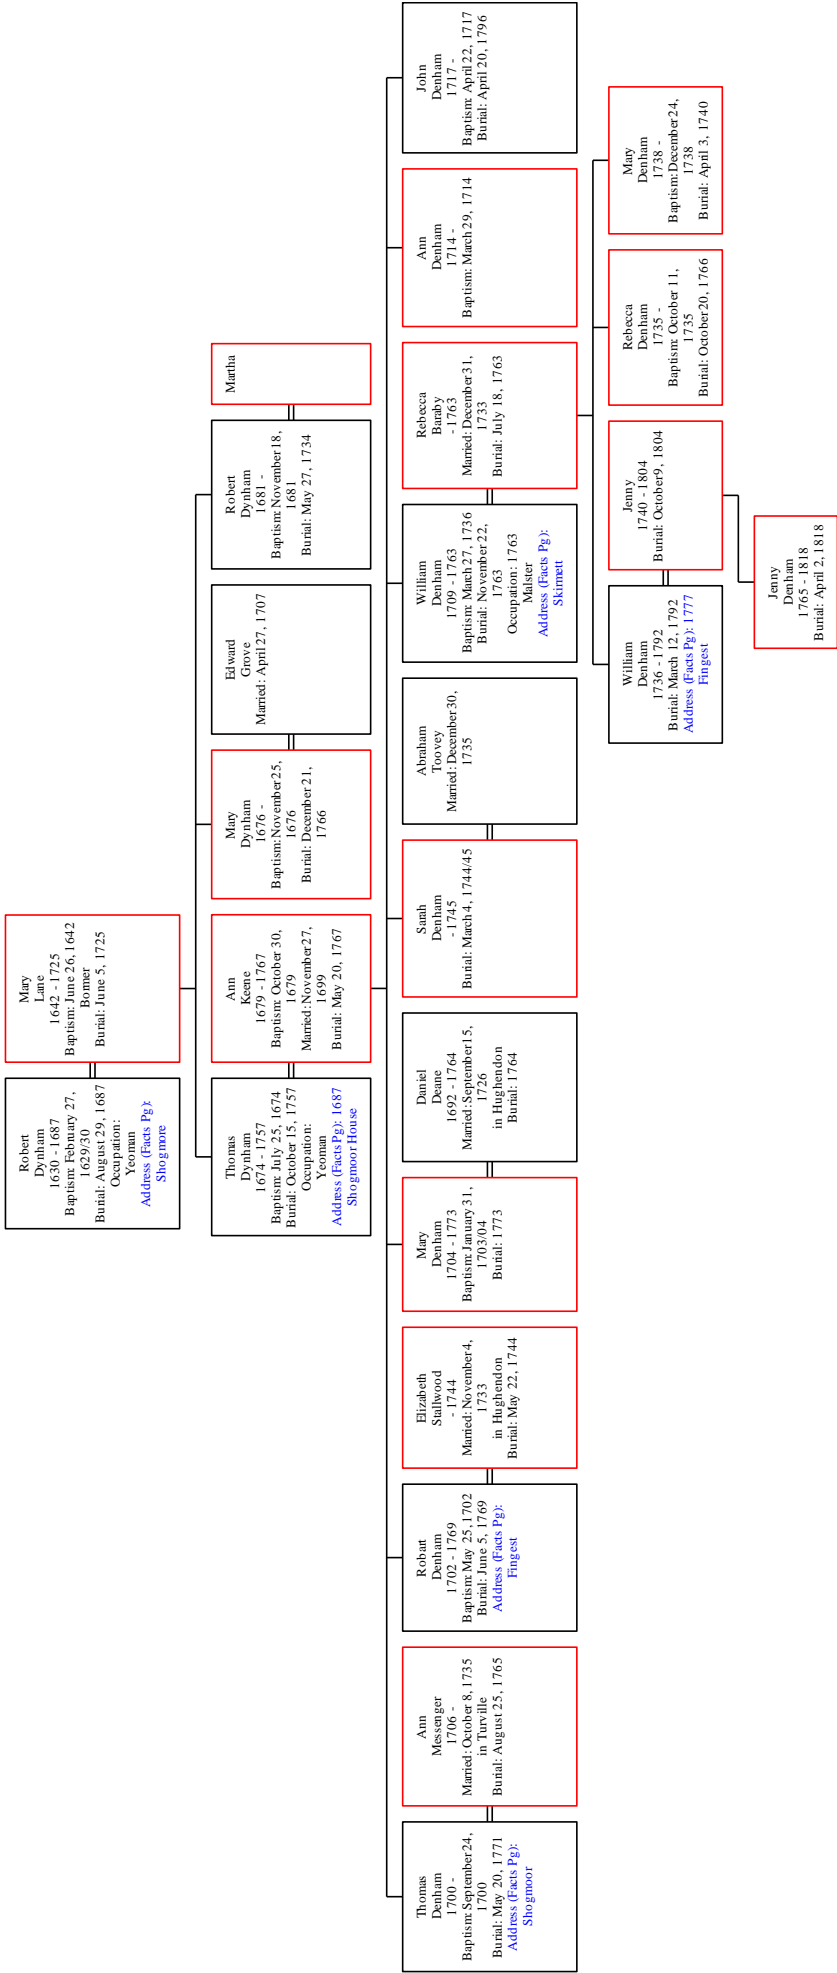 Robert
Dynham
1630 - 1687
Baptism: February 27,
1629/30
Burial: August 29, 1687
Occupation:
Yeoman
Address (Facts Pg):
Shogmore
Mary
Lane
1642 - 1725
Baptism: June 26, 1642
Bormer
Burial: June 5, 1725
Thomas
Dynham
1674 - 1757
Baptism: July 25, 1674
Burial: October 15, 1757
Occupation:
Yeoman
Address (Facts Pg): 1687
Shogmoor House
Ann
Keene
1679 - 1767
Baptism: October 30,
1679
Married: November 27,
1699
Burial: May 20, 1767
Mary
Dynham
1676 -
Baptism: November 25,
1676
Burial: December 21,
1766
Edward
Grove
Married: April 27, 1707
Robert
Dynham
1681 -
Baptism: November 18,
1681
Burial: May 27, 1734
Martha
Thomas
Denham
1700 -
Baptism: September 24,
1700
Burial: May 20, 1771
Address (Facts Pg):
Shogmoor
Ann
Messenger
1706 -
Married: October 8, 1735
in Turville
Burial: August 25, 1765
Robart
Denham
1702 - 1769
Baptism: May 25, 1702
Burial: June 5, 1769
Address (Facts Pg):
Fingest
Elizabeth
Stallwood
- 1744
Married: November 4,
1733
in Hughendon
Burial: May 22, 1744
Mary
Denham
1704 - 1773
Baptism: January 31,
1703/04
Burial: 1773
Daniel
Deane
1692 - 1764
Married: September 15,
1726
in Hughendon
Burial: 1764
Sarah
Denham
- 1745
Burial: March 4, 1744/45
Abraham
Toovey
Married: December 30,
1735
William
Denham
1709 - 1763
Baptism: March 27, 1736
Burial: November 22,
1763
Occupation: 1763
Malster
Address (Facts Pg):
Skirmett
Rebecca
Baraby
- 1763
Married: December 31,
1733
Burial: July 18, 1763
Ann
Denham
1714 -
Baptism: March 29, 1714
John
Denham
1717 -
Baptism: April 22, 1717
Burial: April 20, 1796
William
Denham
1736 - 1792
Burial: March 12, 1792
Address (Facts Pg): 1777
Fingest
Jenny
1740 - 1804
Burial: October 9, 1804
Rebecca
Denham
1735 -
Baptism: October 11,
1735
Burial: October 20, 1766
Mary
Denham
1738 -
Baptism: December 24,
1738
Burial: April 3, 1740
Jenny
Denham
1765 - 1818
Burial: April 2, 1818